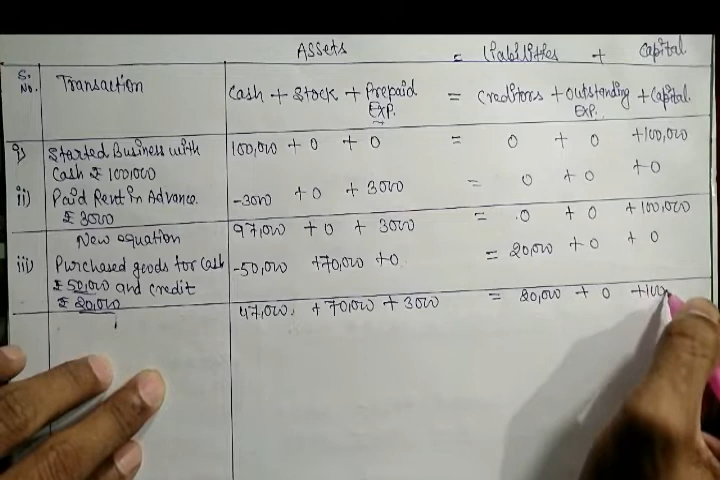 Assets = Liabilities + Capital
S. No. Transaction Cash + Stock + Prepaid Exp. = Creditors + Outstanding Exp. + Capital.
i) Started Business with 100,000 + 0 + 0 = 0 + 0 +100,000
Cash ₹ 100,000
ii) Paid Rent in Advance. -3000 +0 + 3000 = 0 + 0 +0
₹ 3000
New equation 97,000 + 0 + 3000 = 0 + 0 + 100,000
iii) Purchased goods for Cash -50,000 +70,000 +0 = 20,000 + 0 + 0
₹ 50,000 and credit
₹ 20,000 47,000 + 70,000 + 3000 = 20,000 + 0 +100